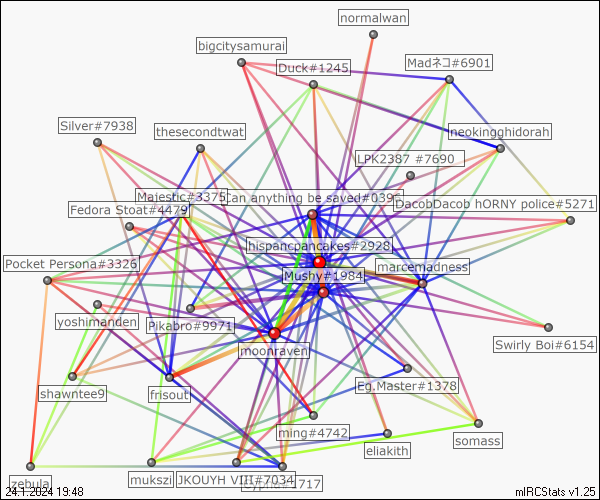 normalwan
bigcitysamurai
Duck#1245
Madネコ#6901
Silver#7938
thesecondtwat
neokingghidorah
LPK2387 #7690
Majestic#3375
Can anything be saved#0396
DacobDacob hORNY police#5271
Fedora Stoat#4479
hispancpancakes#2928
Pocket Persona#3326
Mushy#1984
marcemadness
yoshimanden
Pikabro#9971
Swirly Boi#6154
moonraven
shawntee9
frisout
Eg.Master#1378
ming#4742
somass
eliakith
zebula
mukszi
JKOUYH VIII#7034
#1717
24.1.2024 19:48
mIRCStats v1.25